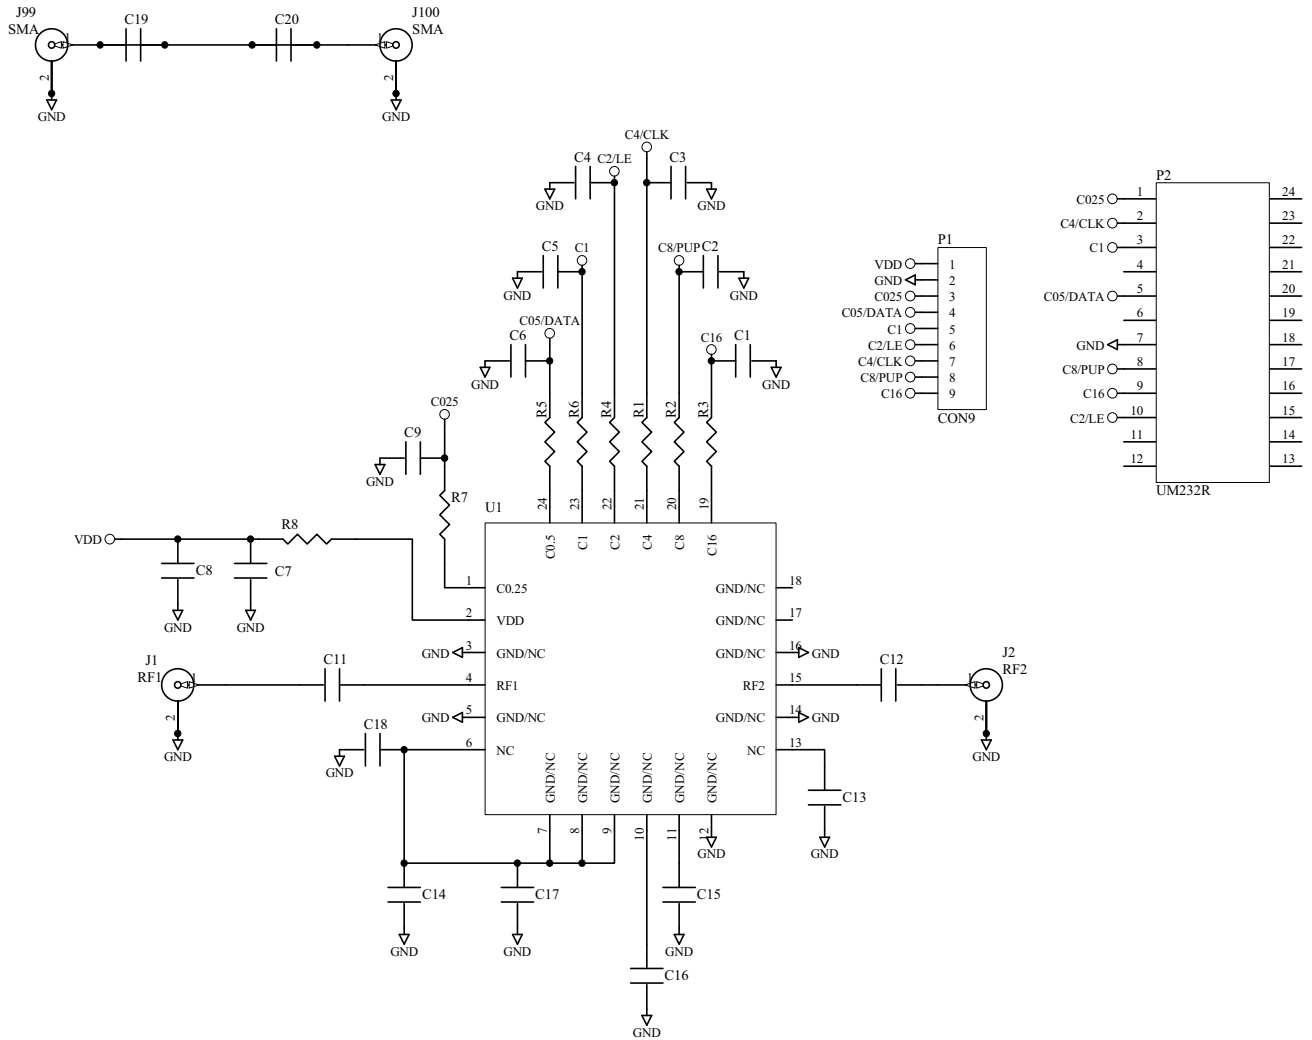 J99
SMA
1
2
GND
C19
C20
J100
SMA
1
2
GND
C4/CLK
C4
C2/LE
C3
GND
GND
C5
C1
C8/PUP
C2
GND
GND
C05/DATA
C6
C16
C1
GND
GND
C025
C9
GND
R5
R6
R4
R1
R2
R3
R7
U1
24
23
22
21
20
19
C0.5
C1
C2
C4
C8
C16
VDD
R8
C8
C7
GND
GND
1
C0.25
2
VDD
GND
3
GND/NC
4
RF1
GND
5
GND/NC
6
NC
GND/NC
18
GND/NC
17
GND/NC
16
GND
RF2
15
GND/NC
14
GND
NC
13
J1
RF1
1
2
GND
C11
C18
GND
C12
J2
RF2
1
2
GND
GND/NC
GND/NC
GND/NC
GND/NC
GND/NC
GND/NC
7
8
9
10
11
12
GND
C13
GND
C14
GND
C17
GND
C15
GND
C16
GND
P1
VDD
1
GND
2
C025
3
C05/DATA
4
C1
5
C2/LE
6
C4/CLK
7
C8/PUP
8
C16
9
CON9
P2
C025
1
24
C4/CLK
2
23
C1
3
22
4
21
C05/DATA
5
20
6
19
GND
7
18
C8/PUP
8
17
C16
9
16
C2/LE
10
15
11
14
12
13
UM232R